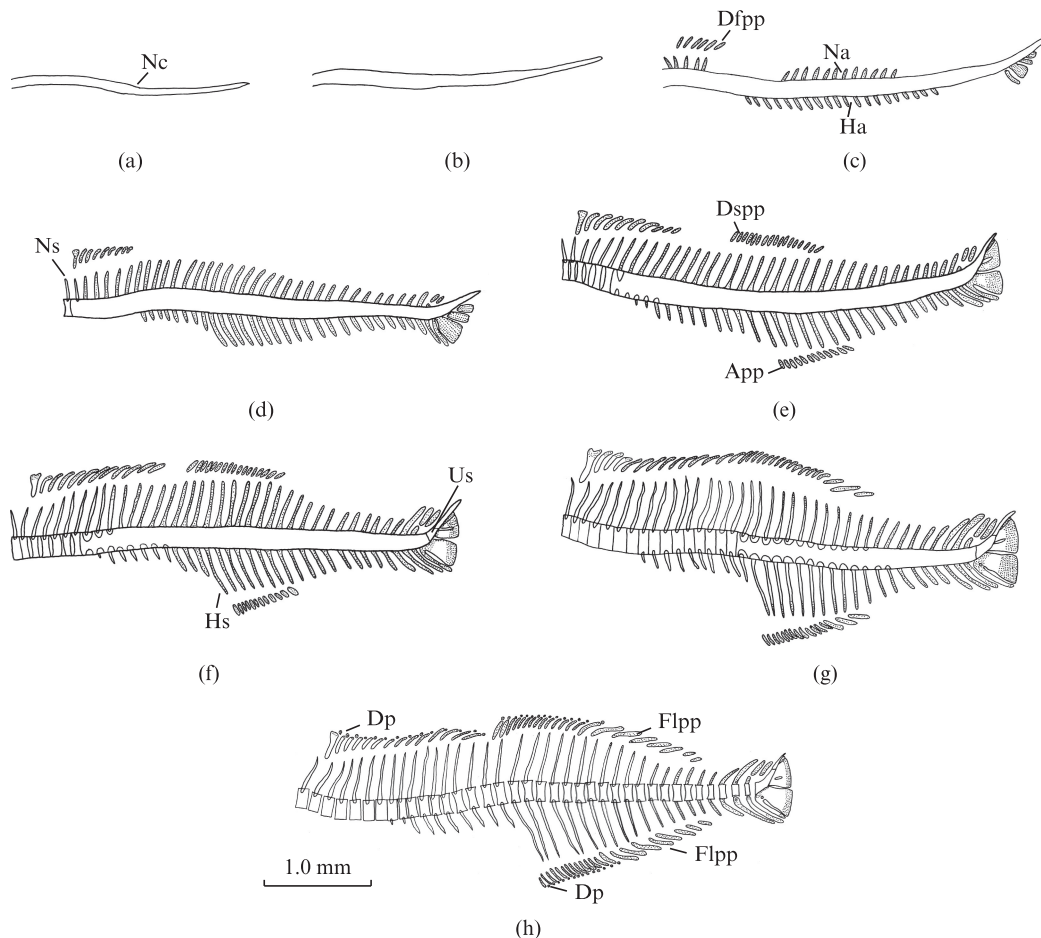 Nc
(a)
(b)
Dfpp
Na
Ha
(c)
Ns
(d)
Dspp
App
(e)
Us
Hs
(f)
(g)
Dp
Flpp
Flpp
Dp
1.0 mm
(h)